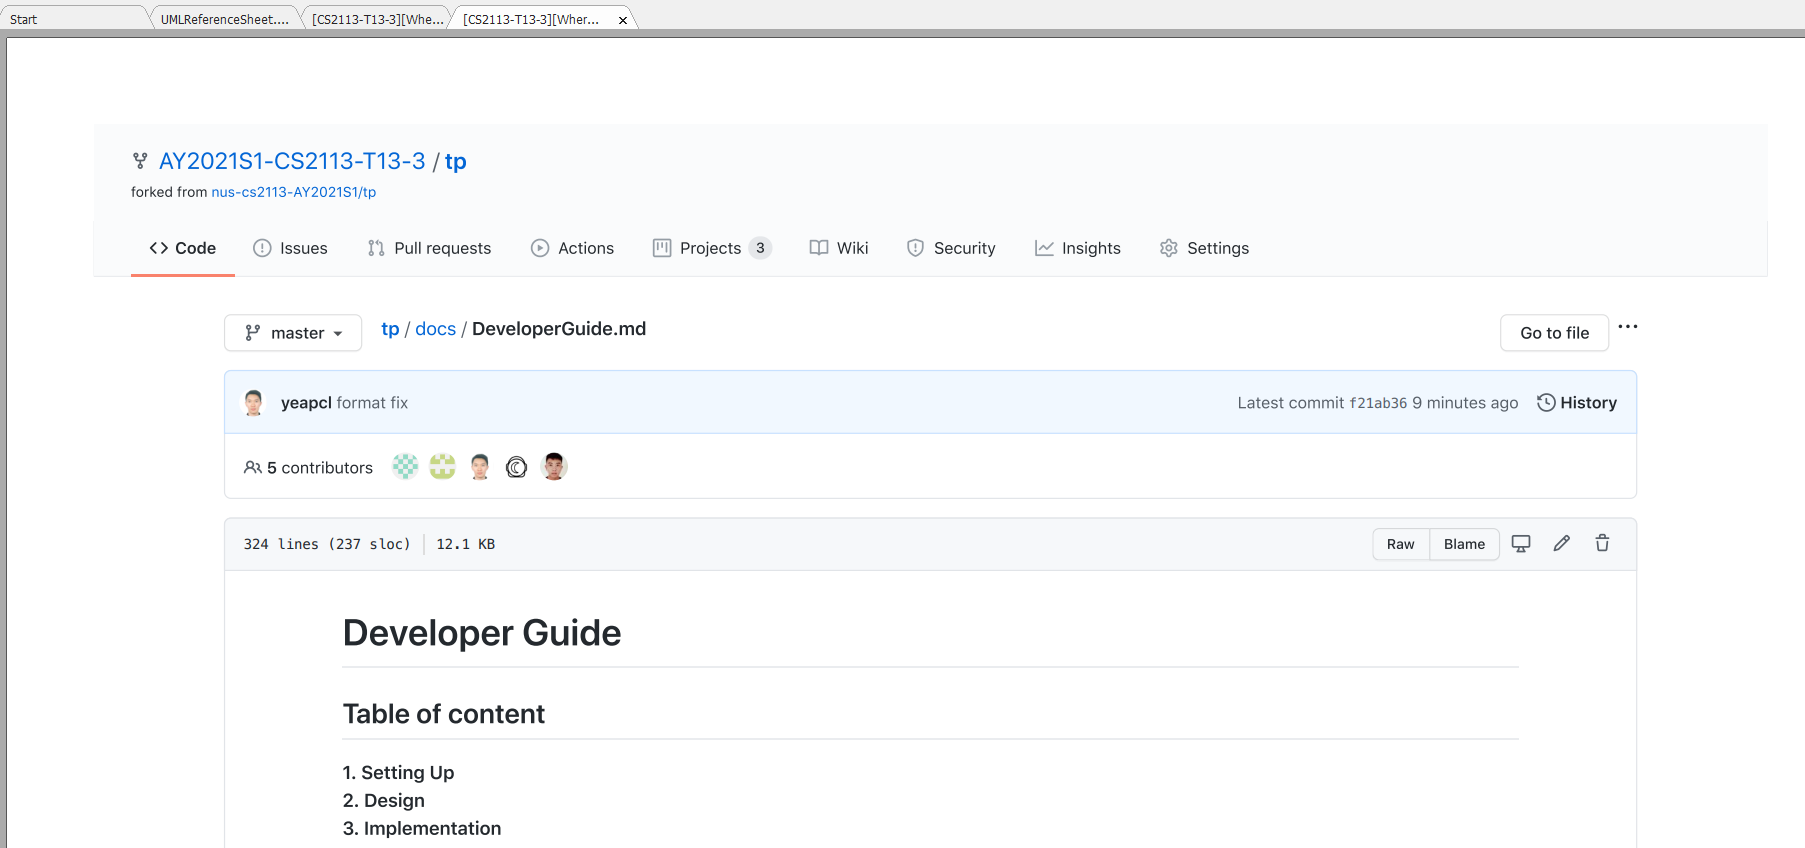 Start UMLReferenceSheet.... [CS2113-T13-3][Whe... [CS2113-T13-3][Wher...
AY2021S1-CS2113-T13-3 / tp
forked from nus-cs2113-AY2021S1/tp
Code Issues Pull requests Actions Projects 3 Wiki Security Insights Settings
master tp / docs / DeveloperGuide.md Go to file
yeapcl format fix Latest commit f21ab36 9 minutes ago History
5 contributors
324 lines (237 sloc) 12.1 KB Raw Blame
Developer Guide
Table of content
1. Setting Up
2. Design
3. Implementation